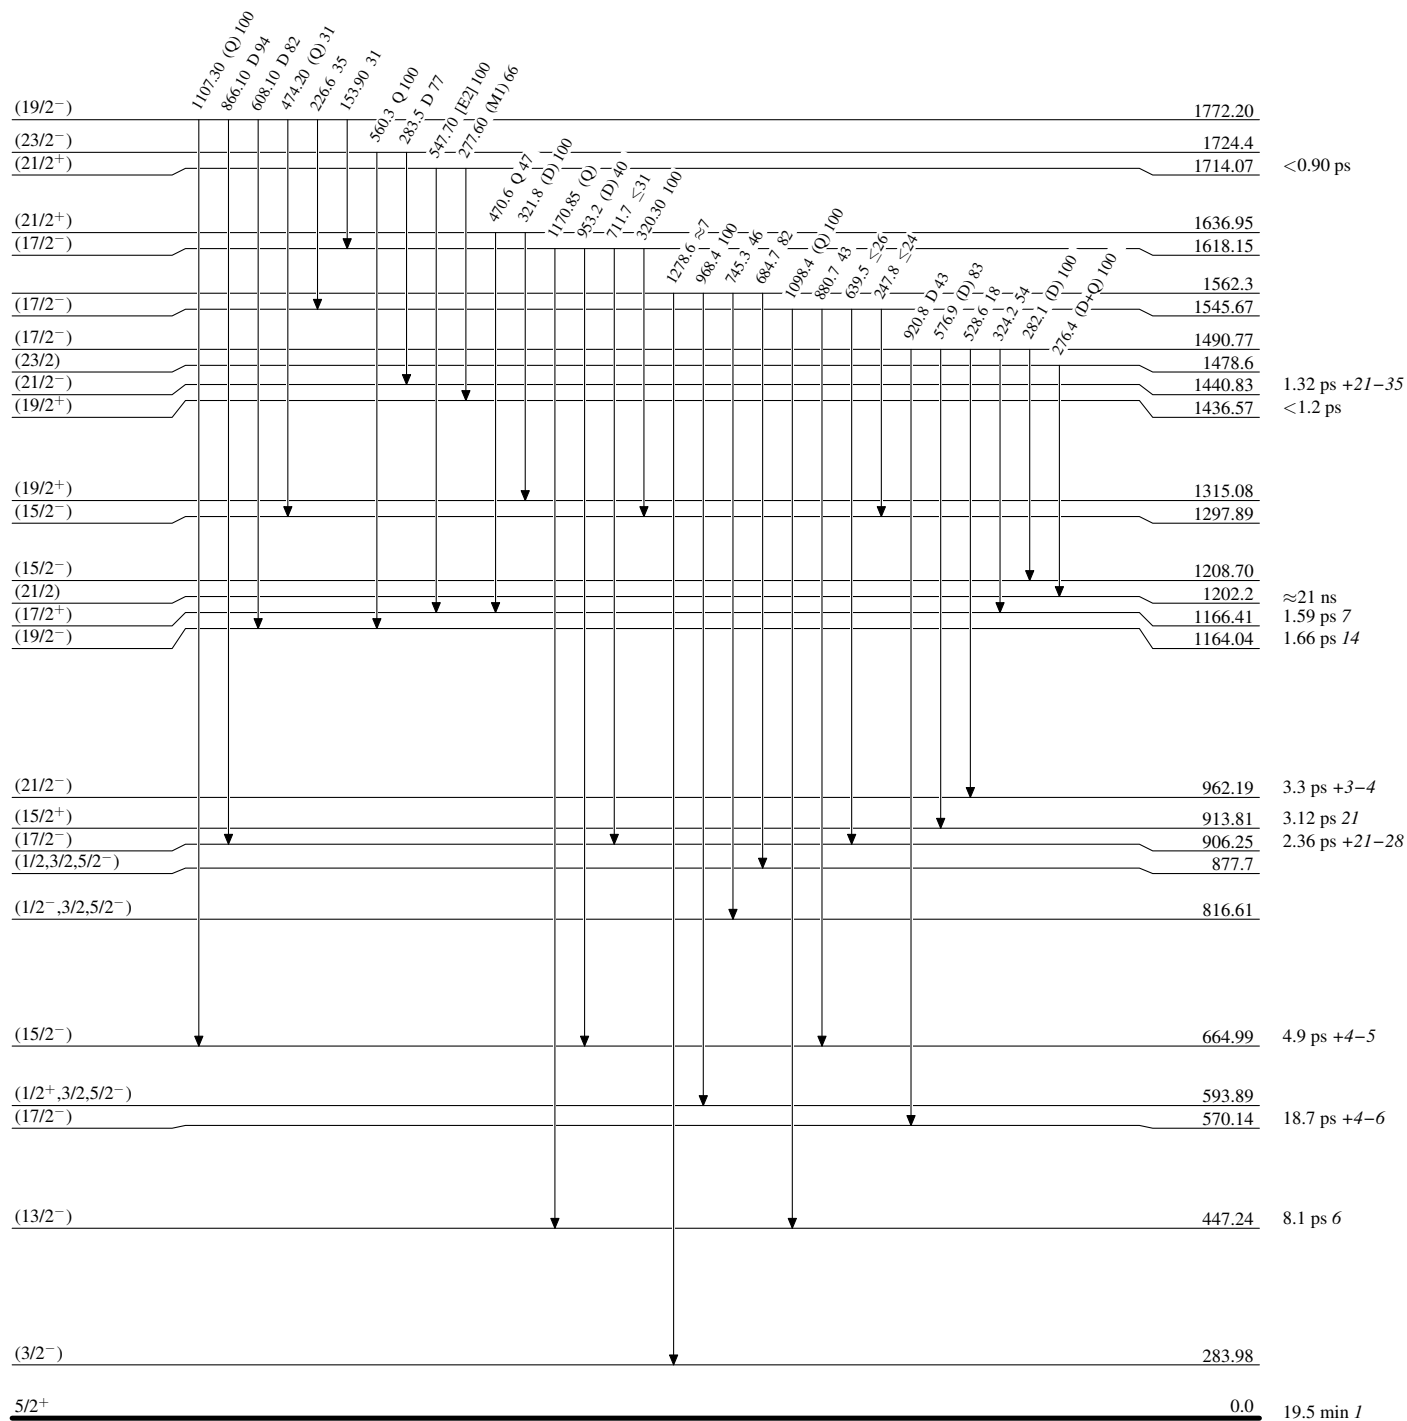 1107.30 (Q) 100
866.10 D 94
608.10 D 82
474.20 (Q) 31
226.6 35
153.90 31
560.3 Q 100
283.5 D 77
547.70 [E2] 100
277.60 (M1) 66
470.6 Q 47
321.8 (D) 100
1170.85 (Q)
953.2 (D) 40
711.7 ≤31
320.30 100
1278.6 ≈7
968.4 100
745.3 46
684.7 82
1098.4 (Q) 100
880.7 43
639.5 ≤26
247.8 ≤24
920.8 D 43
576.9 (D) 83
528.6 18
324.2 54
282.1 (D) 100
276.4 (D+Q) 100
(19/2⁻) 1772.20
(23/2⁻) 1724.4
(21/2⁺) 1714.07 <0.90 ps
(21/2⁺) 1636.95
(17/2⁻) 1618.15
1562.3
(17/2⁻) 1545.67
(17/2⁻) 1490.77
(23/2) 1478.6
(21/2⁻) 1440.83 1.32 ps +21−35
(19/2⁺) 1436.57 <1.2 ps
(19/2⁺) 1315.08
(15/2⁻) 1297.89
(15/2⁻) 1208.70
(21/2) 1202.2 ≈21 ns
(17/2⁺) 1166.41 1.59 ps 7
(19/2⁻) 1164.04 1.66 ps 14
(21/2⁻) 962.19 3.3 ps +3−4
(15/2⁺) 913.81 3.12 ps 21
(17/2⁻) 906.25 2.36 ps +21−28
(1/2,3/2,5/2⁻) 877.7
(1/2⁻,3/2,5/2⁻) 816.61
(15/2⁻) 664.99 4.9 ps +4−5
(1/2⁺,3/2,5/2⁻) 593.89
(17/2⁻) 570.14 18.7 ps +4−6
(13/2⁻) 447.24 8.1 ps 6
(3/2⁻) 283.98
5/2⁺ 0.0 19.5 min 1